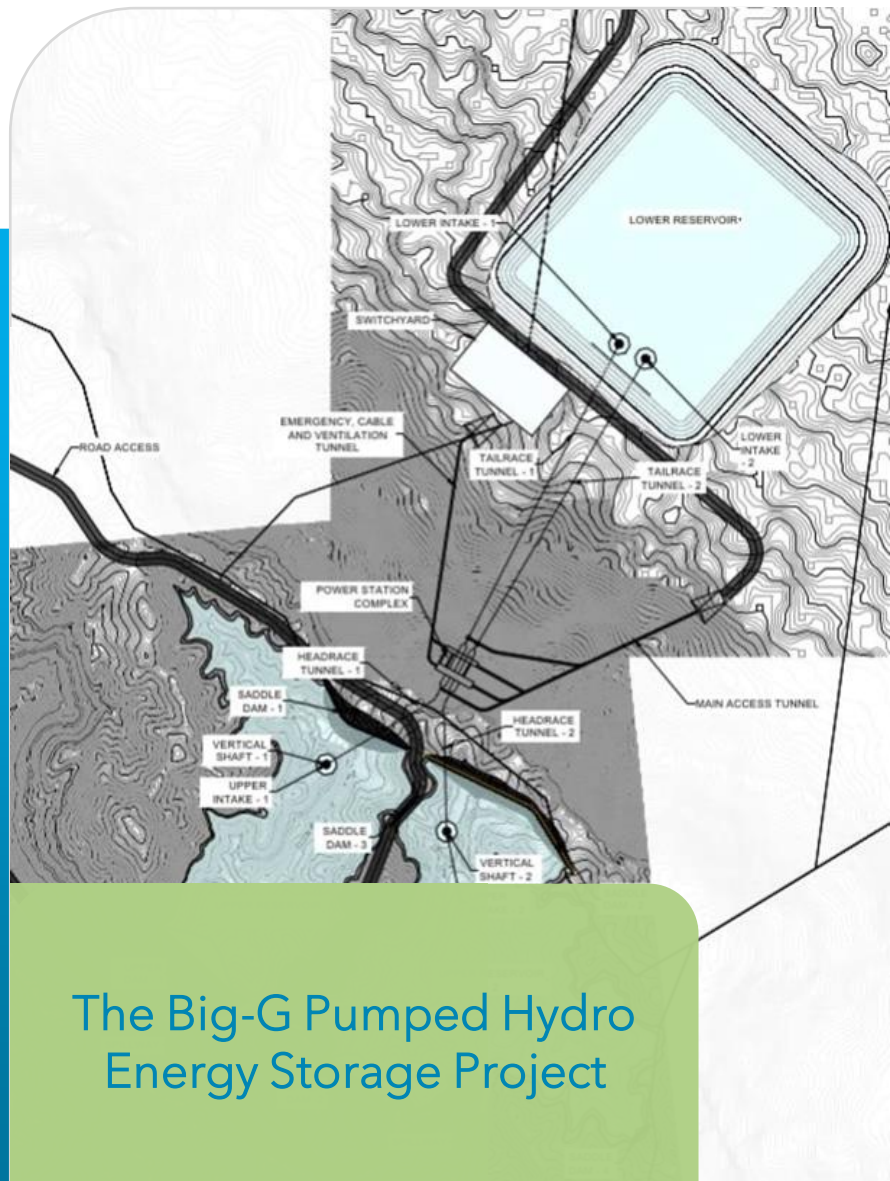 LOWER INTAKE - 1
LOWER RESERVOIR
SWITCHYARD
EMERGENCY, CABLE
AND VENTILATION
TUNNEL
ROAD ACCESS
TAILRACE
TUNNEL - 1
TAILRACE
TUNNEL - 2
LOWER
INTAKE
- 2
POWER STATION
COMPLEX
HEADRACE
TUNNEL - 1
SADDLE
DAM - 1
MAIN ACCESS TUNNEL
HEADRACE
TUNNEL - 2
VERTICAL
SHAFT - 1
UPPER
INTAKE - 1
SADDLE
DAM - 3
VERTICAL
SHAFT - 2
The Big-G Pumped Hydro
Energy Storage Project